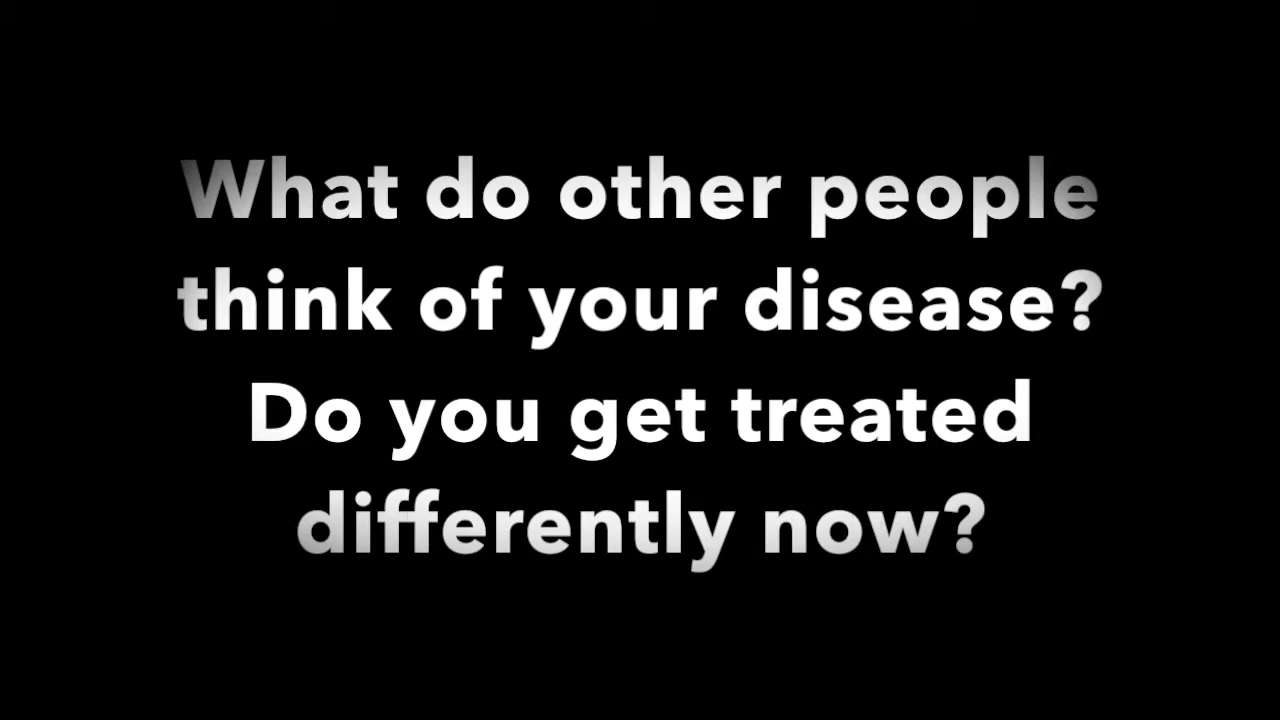 What do other people
think of your disease?
Do you get treated
differently now?